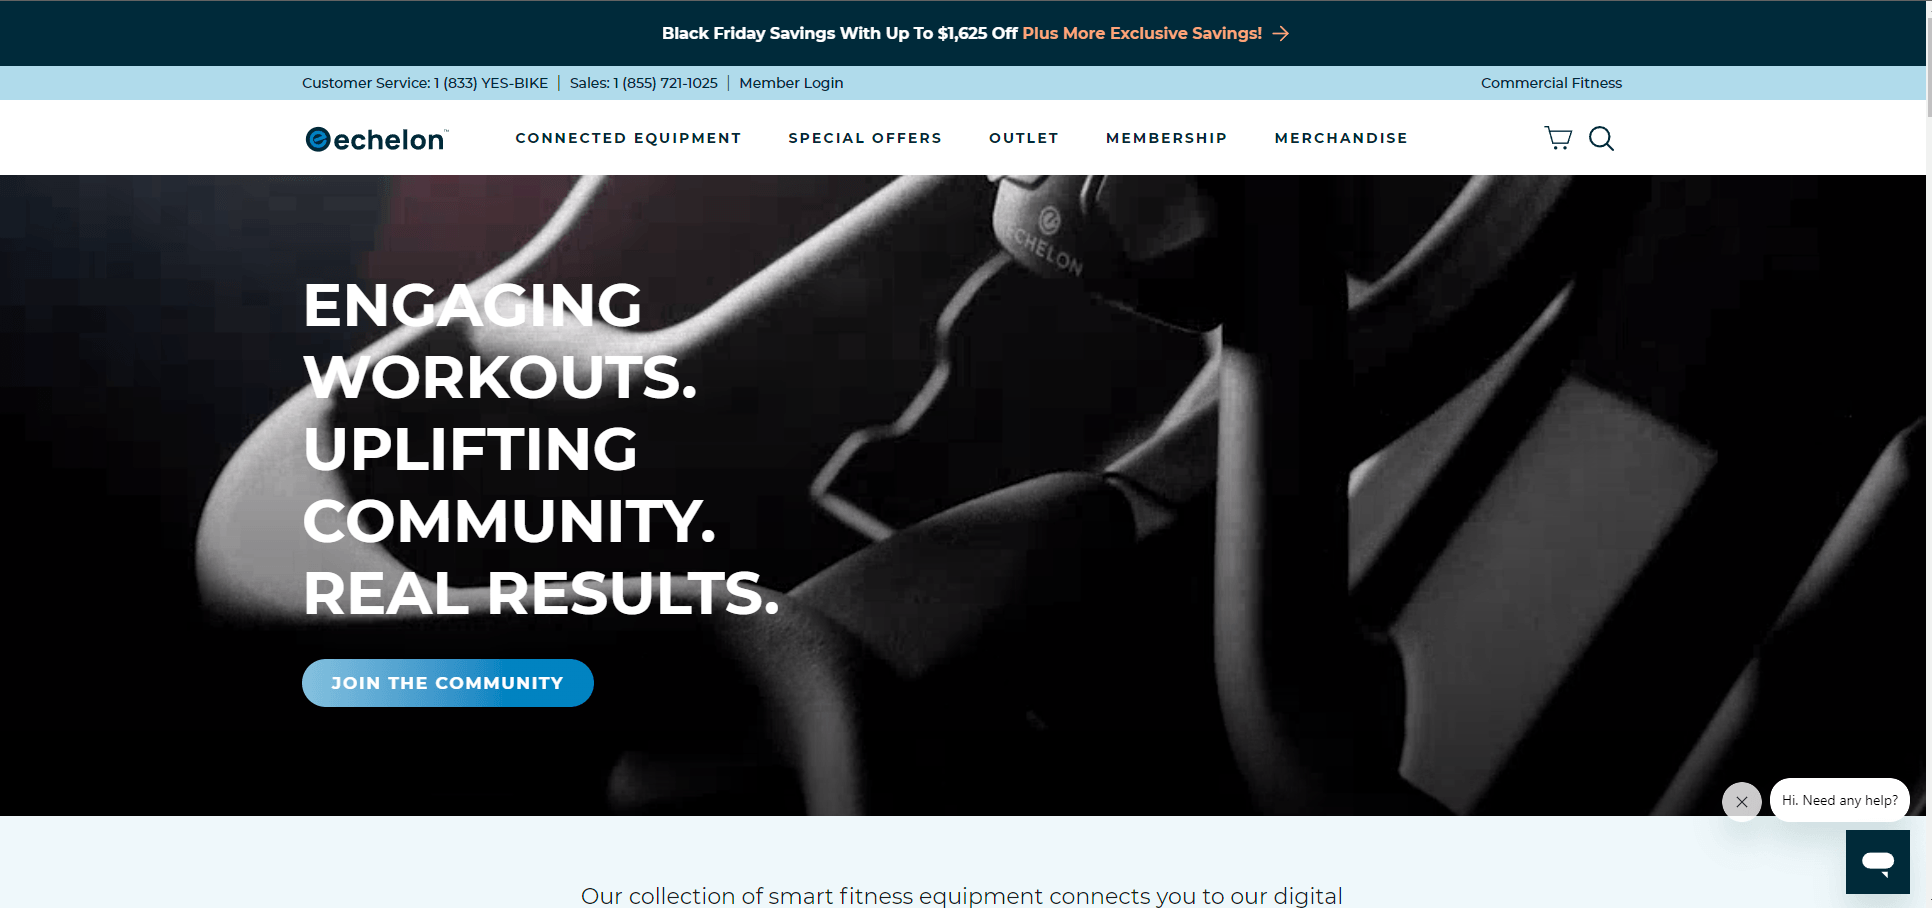 Black Friday Savings With Up To $1,625 Off Plus More Exclusive Savings!
Customer Service: 1 (833) YES-BIKE | Sales: 1 (855) 721-1025 | Member Login
Commercial Fitness
echelon™
CONNECTED EQUIPMENT
SPECIAL OFFERS
OUTLET
MEMBERSHIP
MERCHANDISE
ECHELON
ENGAGING
WORKOUTS.
UPLIFTING
COMMUNITY.
REAL RESULTS.
JOIN THE COMMUNITY
Hi. Need any help?
Our collection of smart fitness equipment connects you to our digital